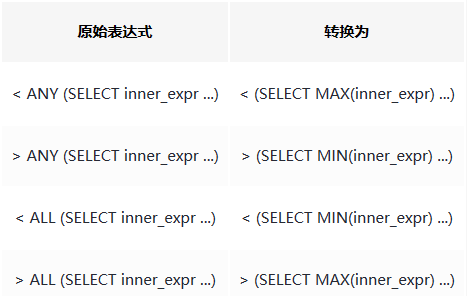 原始表达式 转换为
< ANY (SELECT inner_expr ...) < (SELECT MAX(inner_expr) ...)
> ANY (SELECT inner_expr ...) > (SELECT MIN(inner_expr) ...)
< ALL (SELECT inner_expr ...) < (SELECT MIN(inner_expr) ...)
> ALL (SELECT inner_expr ...) > (SELECT MAX(inner_expr) ...)